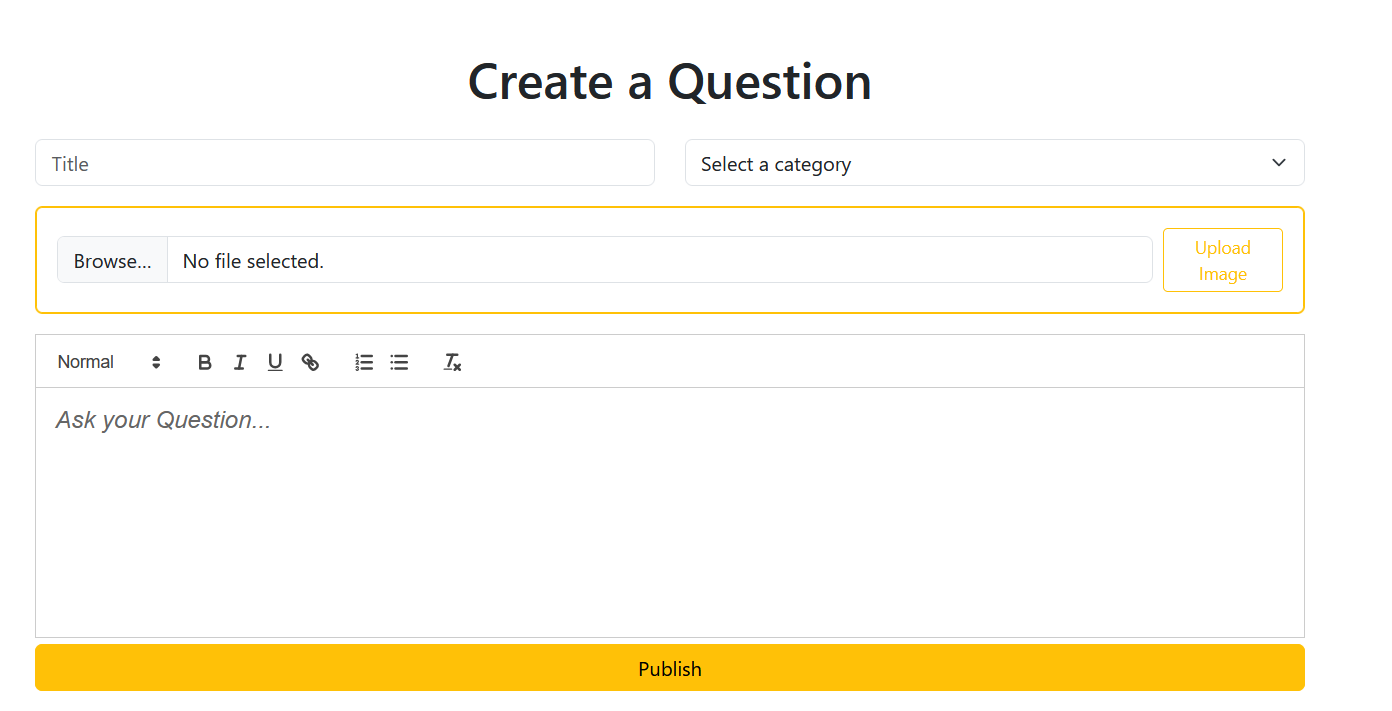 Create a Question
Title
Select a category
Browse...
No file selected.
Upload
Image
Normal
Ask your Question...
Publish